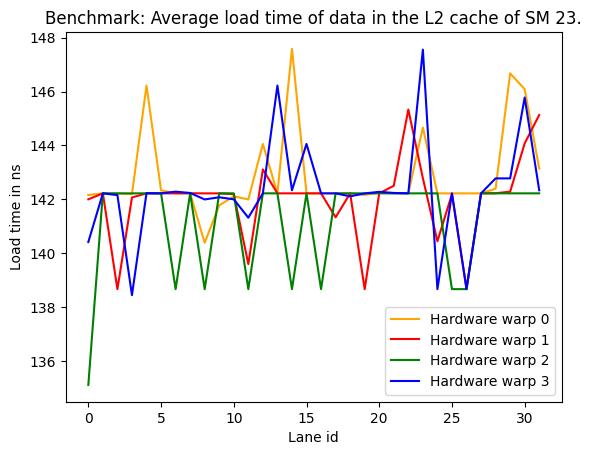 Benchmark: Average load time of data in the L2 cache of SM 23.
148
146
144
142
140
138
136
Load time in ns
0
5
10
15
20
25
30
Lane id
Hardware warp 0
Hardware warp 1
Hardware warp 2
Hardware warp 3